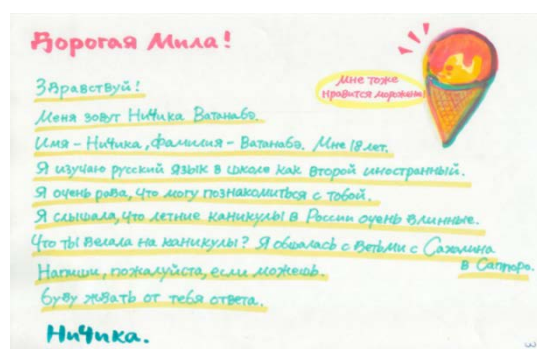 Дорогая Мила!
Мне тоже
нравится мороженое!
Здравствуй!
Меня зовут Ничика Ватанабэ.
Имя - Ничика, фамилия - Ватанабэ. Мне 18 лет.
Я изучаю русский язык в школе как второй иностранный.
Я очень рада, что могу познакомиться с тобой.
Я слышала, что летние каникулы в России очень длинные.
Что ты делала на каникулы? Я общалась с детьми с Сахалина
в Саппоро.
Напиши, пожалуйста, если можешь.
Буду ждать от тебя ответа.
Ничика.